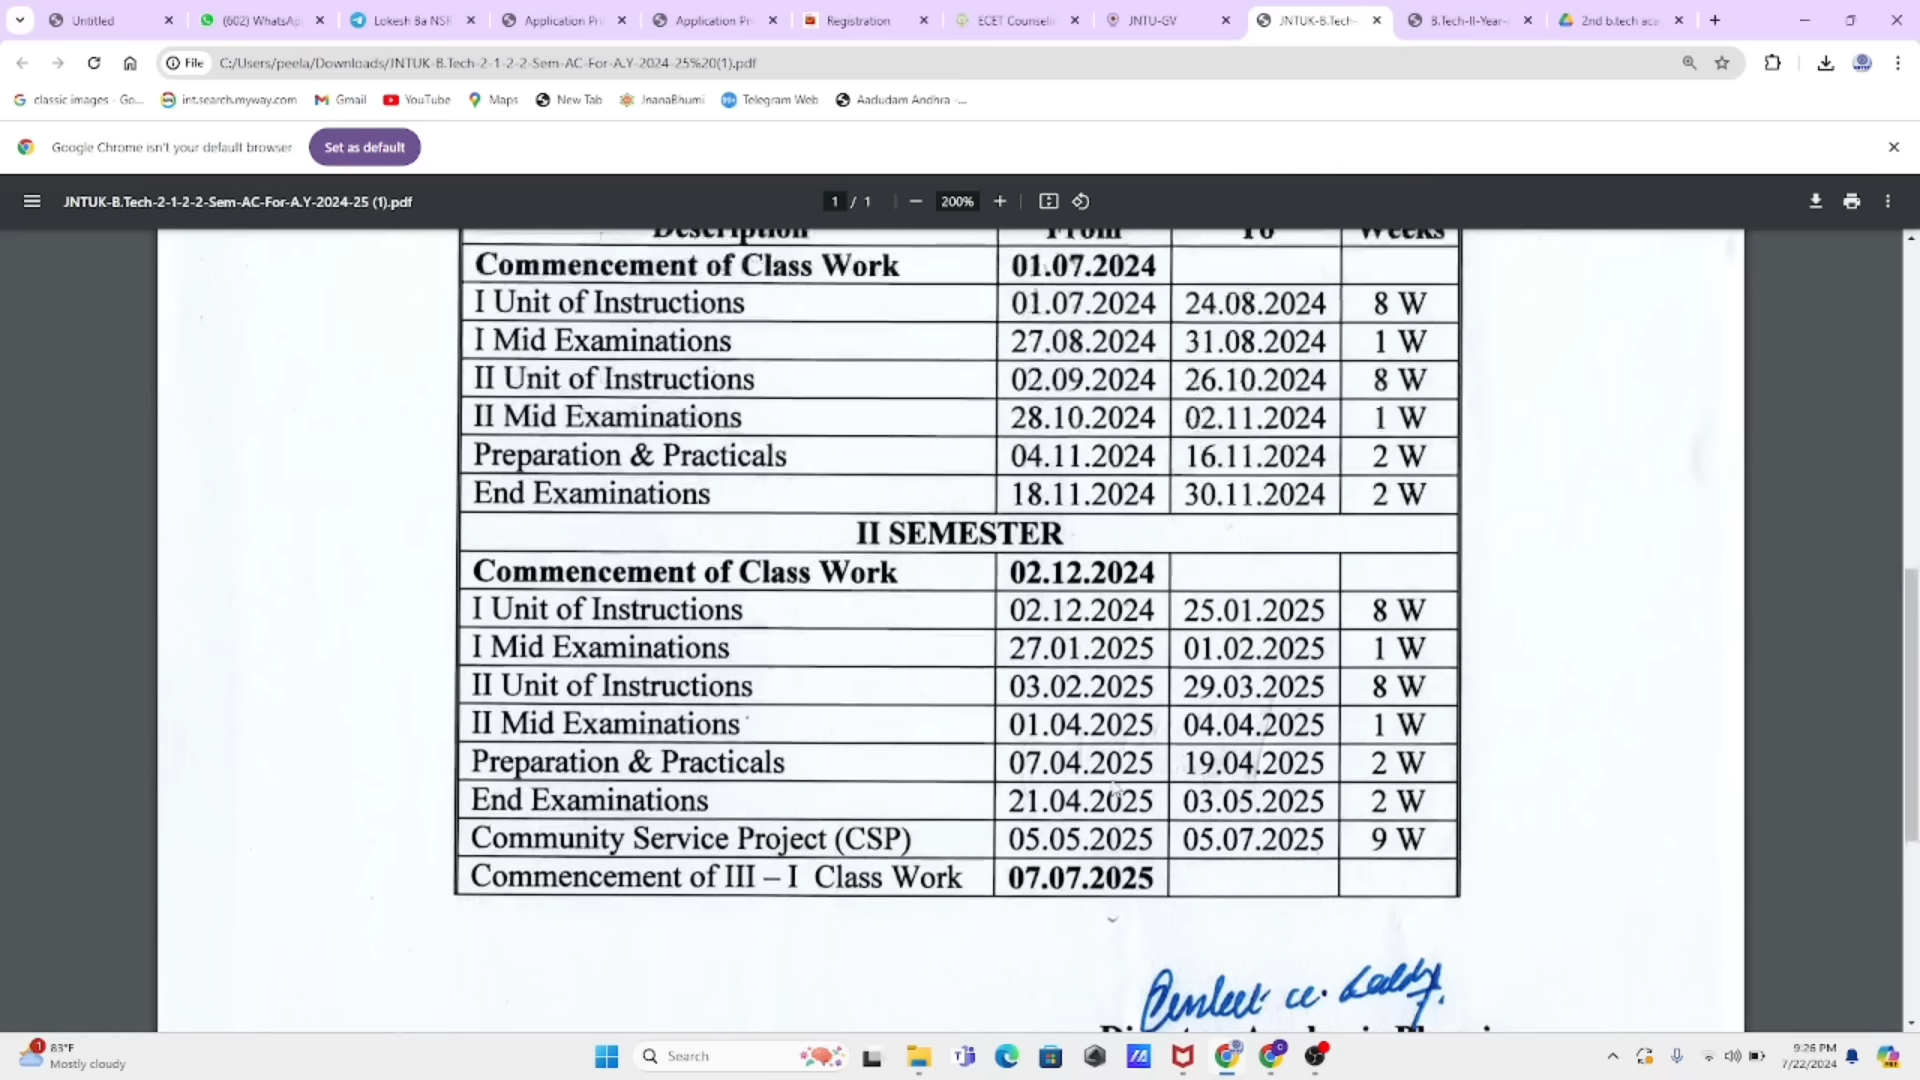 Untitled
(602) WhatsAp
Lokesh Ba NSF
Application Pr
Application Pr
Registration
ECET Counseli
JNTU-GV
JNTUK-B.Tech-
B.Tech-II-Year-
2nd b.tech aca
File C:/Users/peela/Downloads/JNTUK-B.Tech-2-1-2-2-Sem-AC-For-A.Y-2024-25%20(1).pdf
classic images - Go... int.search.myway.com Gmail YouTube Maps New Tab JnanaBhumi Telegram Web Aadudam Andhra -...
Google Chrome isn't your default browser Set as default
JNTUK-B.Tech-2-1-2-2-Sem-AC-For-A.Y-2024-25 (1).pdf 1 / 1 200%
Description From To Weeks
Commencement of Class Work 01.07.2024
I Unit of Instructions 01.07.2024 24.08.2024 8 W
I Mid Examinations 27.08.2024 31.08.2024 1 W
II Unit of Instructions 02.09.2024 26.10.2024 8 W
II Mid Examinations 28.10.2024 02.11.2024 1 W
Preparation & Practicals 04.11.2024 16.11.2024 2 W
End Examinations 18.11.2024 30.11.2024 2 W
II SEMESTER
Commencement of Class Work 02.12.2024
I Unit of Instructions 02.12.2024 25.01.2025 8 W
I Mid Examinations 27.01.2025 01.02.2025 1 W
II Unit of Instructions 03.02.2025 29.03.2025 8 W
II Mid Examinations 01.04.2025 04.04.2025 1 W
Preparation & Practicals 07.04.2025 19.04.2025 2 W
End Examinations 21.04.2025 03.05.2025 2 W
Community Service Project (CSP) 05.05.2025 05.07.2025 9 W
Commencement of III – I Class Work 07.07.2025
83°F
Mostly cloudy
Search
9:26 PM
7/22/2024